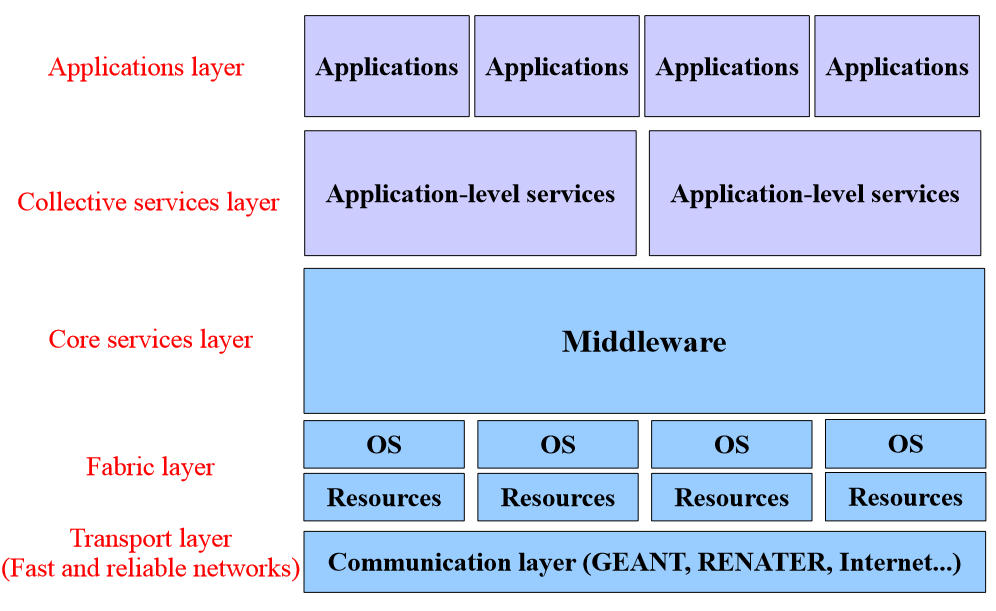 Applications layer
Applications
Applications
Applications
Applications
Collective services layer
Application-level services
Application-level services
Core services layer
Middleware
Fabric layer
OS
OS
OS
OS
Resources
Resources
Resources
Resources
Transport layer
(Fast and reliable networks)
Communication layer (GEANT, RENATER, Internet...)